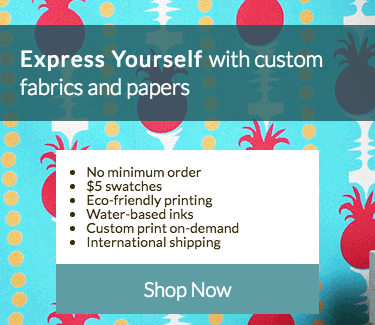 Express Yourself with custom
fabrics and papers
No minimum order
$5 swatches
Eco-friendly printing
Water-based inks
Custom print on-demand
International shipping
Shop Now